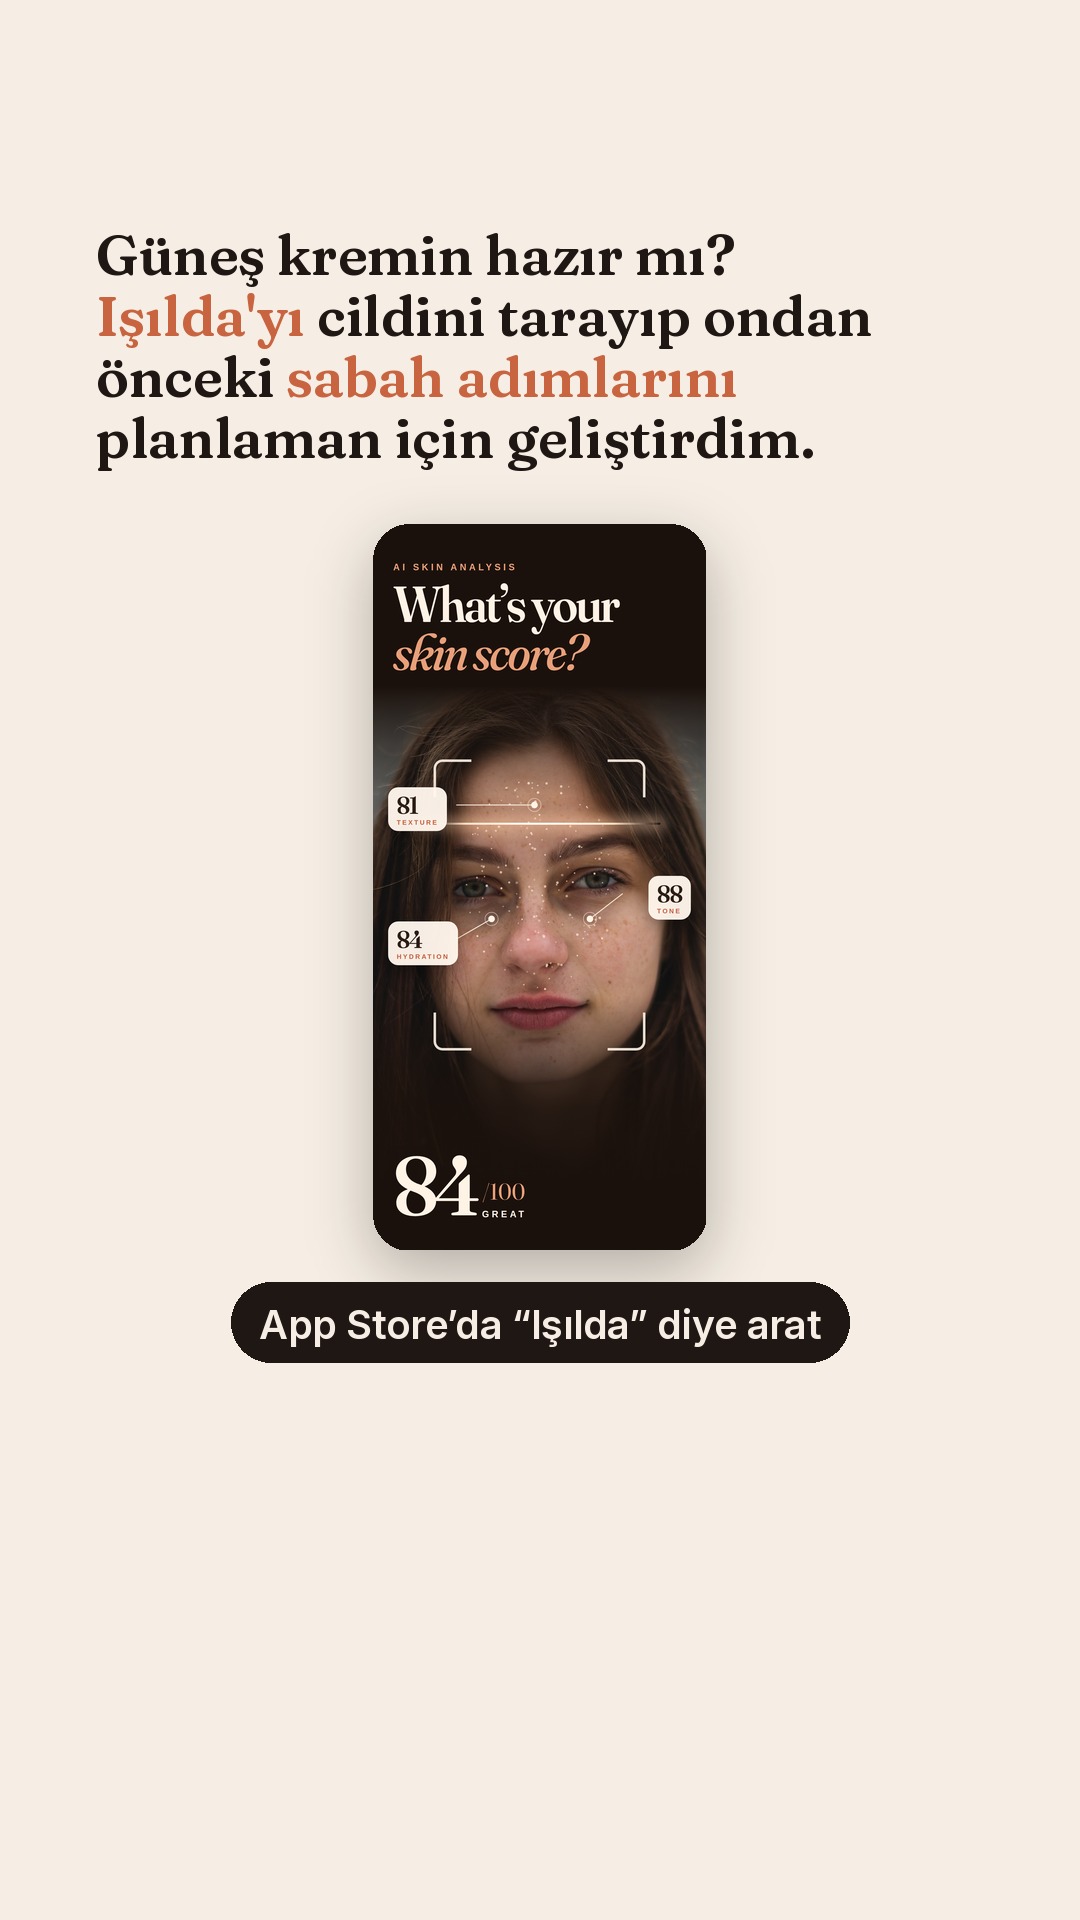 Güneş kremin hazır mı?
Işılda'yı cildini tarayıp ondan
önceki sabah adımlarını
planlaman için geliştirdim.
AI SKIN ANALYSIS
What’s your
skin score?
81
TEXTURE
88
TONE
84
HYDRATION
84 /100
GREAT
App Store’da “Işılda” diye arat